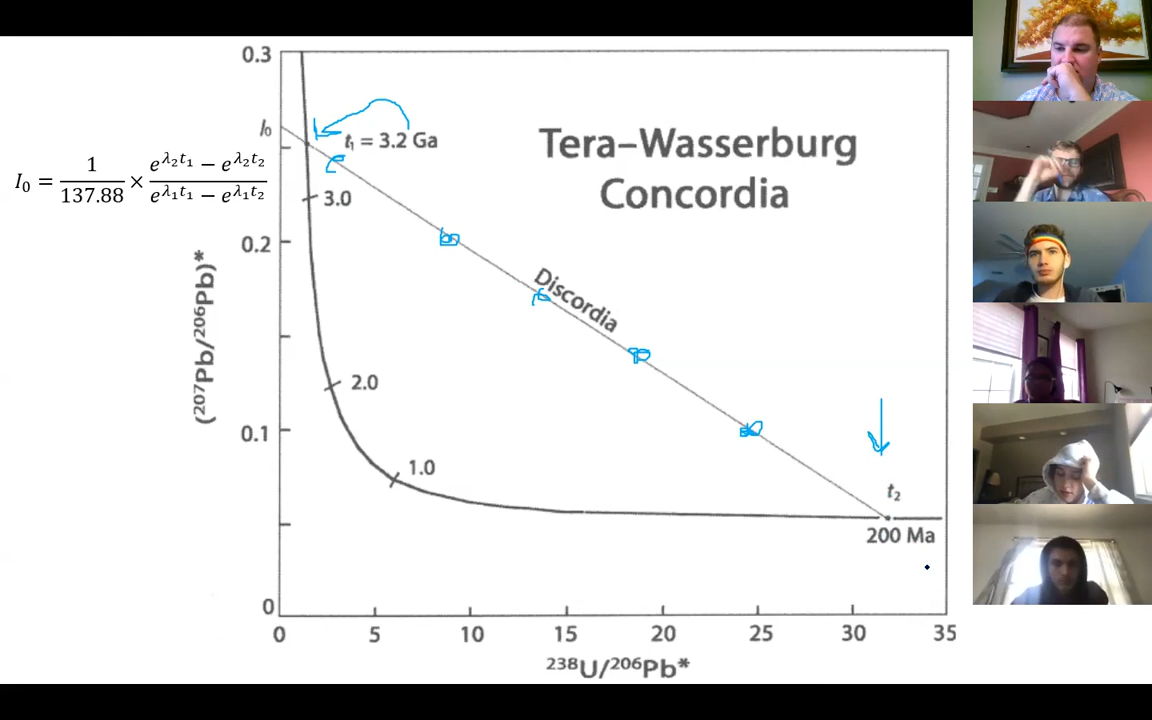 0.3
I₀
t₁ = 3.2 Ga
Tera–Wasserburg
Concordia
I₀ = 1/137.88 × (e^λ₂t₁ − e^λ₂t₂)/(e^λ₁t₁ − e^λ₁t₂)
3.0
0.2
(²⁰⁷Pb/²⁰⁶Pb)*
Discordia
2.0
0.1
1.0
t₂
200 Ma
0
0 5 10 15 20 25 30 35
²³⁸U/²⁰⁶Pb*